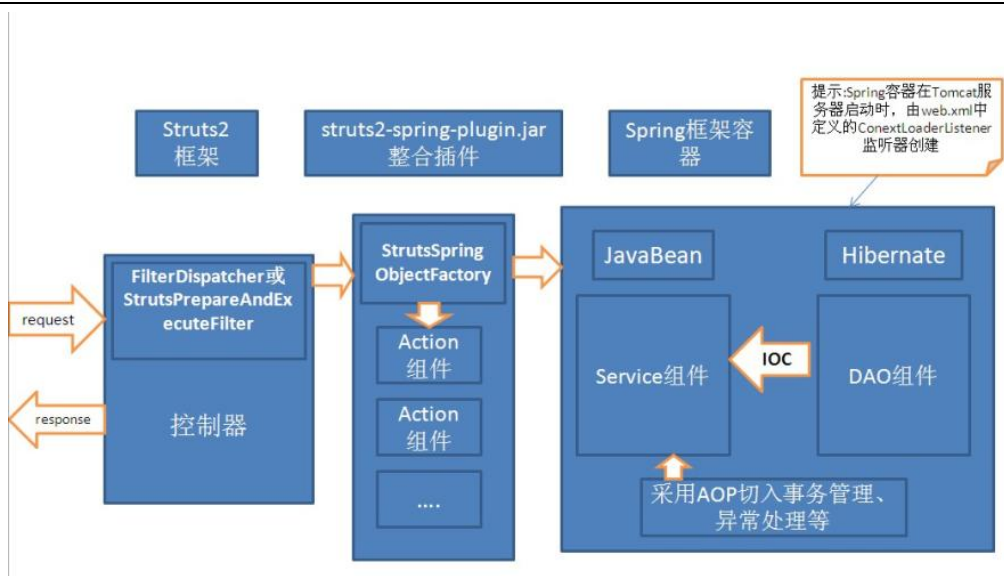 Struts2
框架
struts2-spring-plugin.jar
整合插件
Spring框架容
器
提示:Spring容器在Tomcat服
务器启动时，由web.xml中
定义的ConextLoaderListener
监听器创建
request
response
FilterDispatcher或
StrutsPrepareAndEx
ecuteFilter
控制器
StrutsSpring
ObjectFactory
Action
组件
Action
组件
....
JavaBean
Hibernate
Service组件
IOC
DAO组件
采用AOP切入事务管理、
异常处理等